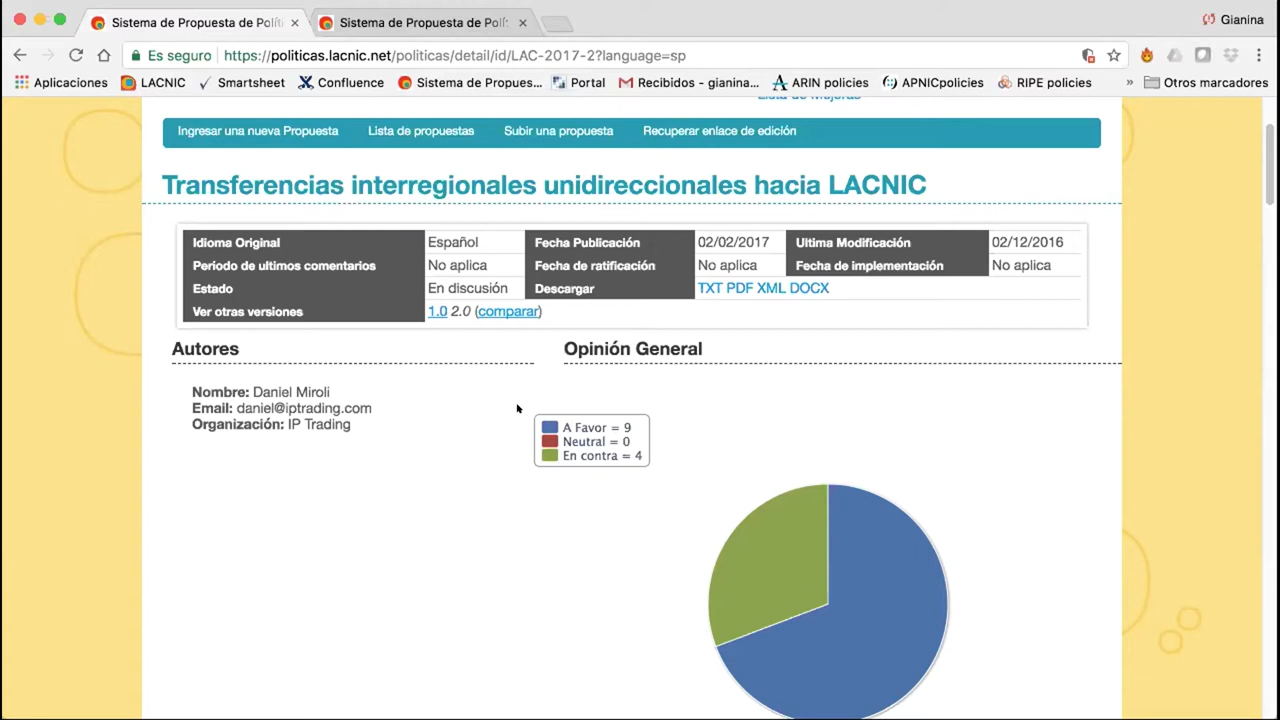 Sistema de Propuesta de Políti
Sistema de Propuesta de Polít
Gianina
Es seguro https://politicas.lacnic.net/politicas/detail/id/LAC-2017-2?language=sp
Aplicaciones LACNIC Smartsheet Confluence Sistema de Propues... Portal Recibidos - gianina... ARIN policies APNICpolicies RIPE policies » Otros marcadores
Lista de Mejoras
Ingresar una nueva Propuesta Lista de propuestas Subir una propuesta Recuperar enlace de edición
Transferencias interregionales unidireccionales hacia LACNIC
Idioma Original Español Fecha Publicación 02/02/2017 Ultima Modificación 02/12/2016
Periodo de ultimos comentarios No aplica Fecha de ratificación No aplica Fecha de implementación No aplica
Estado En discusión Descargar TXT PDF XML DOCX
Ver otras versiones 1.0 2.0 (comparar)
Autores Opinión General
Nombre: Daniel Miroli
Email: daniel@iptrading.com
Organización: IP Trading
A Favor = 9
Neutral = 0
En contra = 4